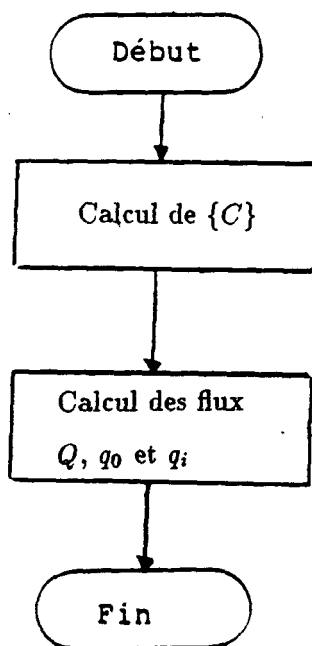 Début
Calcul de {C}
Calcul des flux
Q, q₀ et qᵢ
Fin